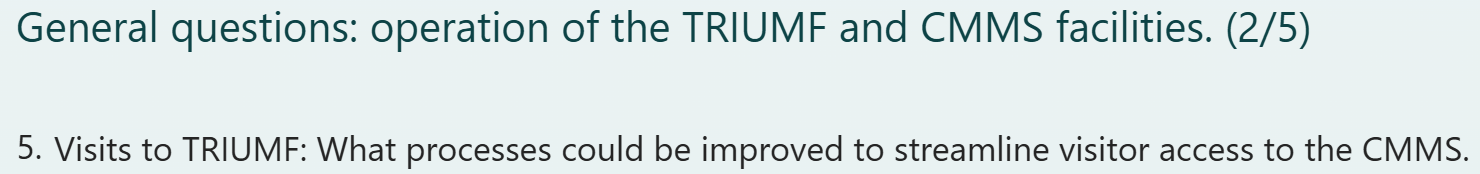 General questions: operation of the TRIUMF and CMMS facilities. (2/5)
5. Visits to TRIUMF: What processes could be improved to streamline visitor access to the CMMS.